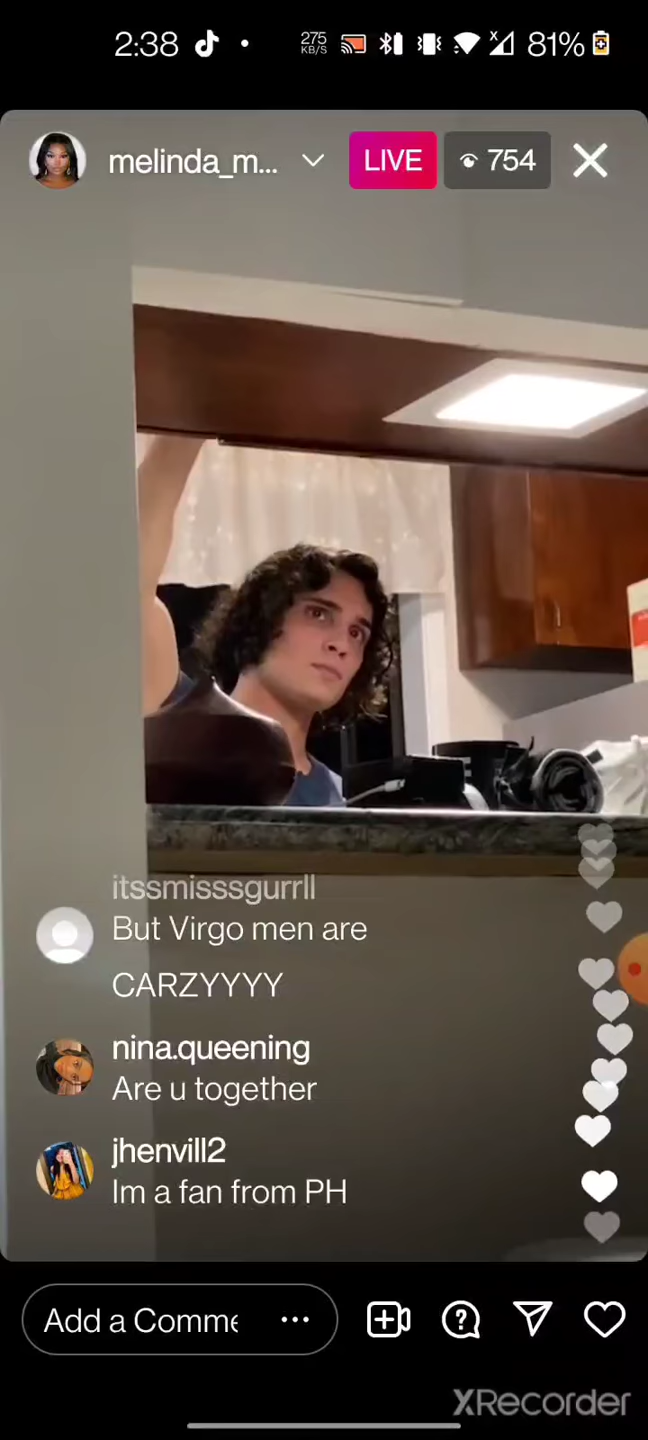 2:38
275
KB/S
81%
melinda_m...
LIVE
754
itssmisssgurrll
But Virgo men are
CARZYYYY
nina.queening
Are u together
jhenvill2
Im a fan from PH
Add a Comme
XRecorder